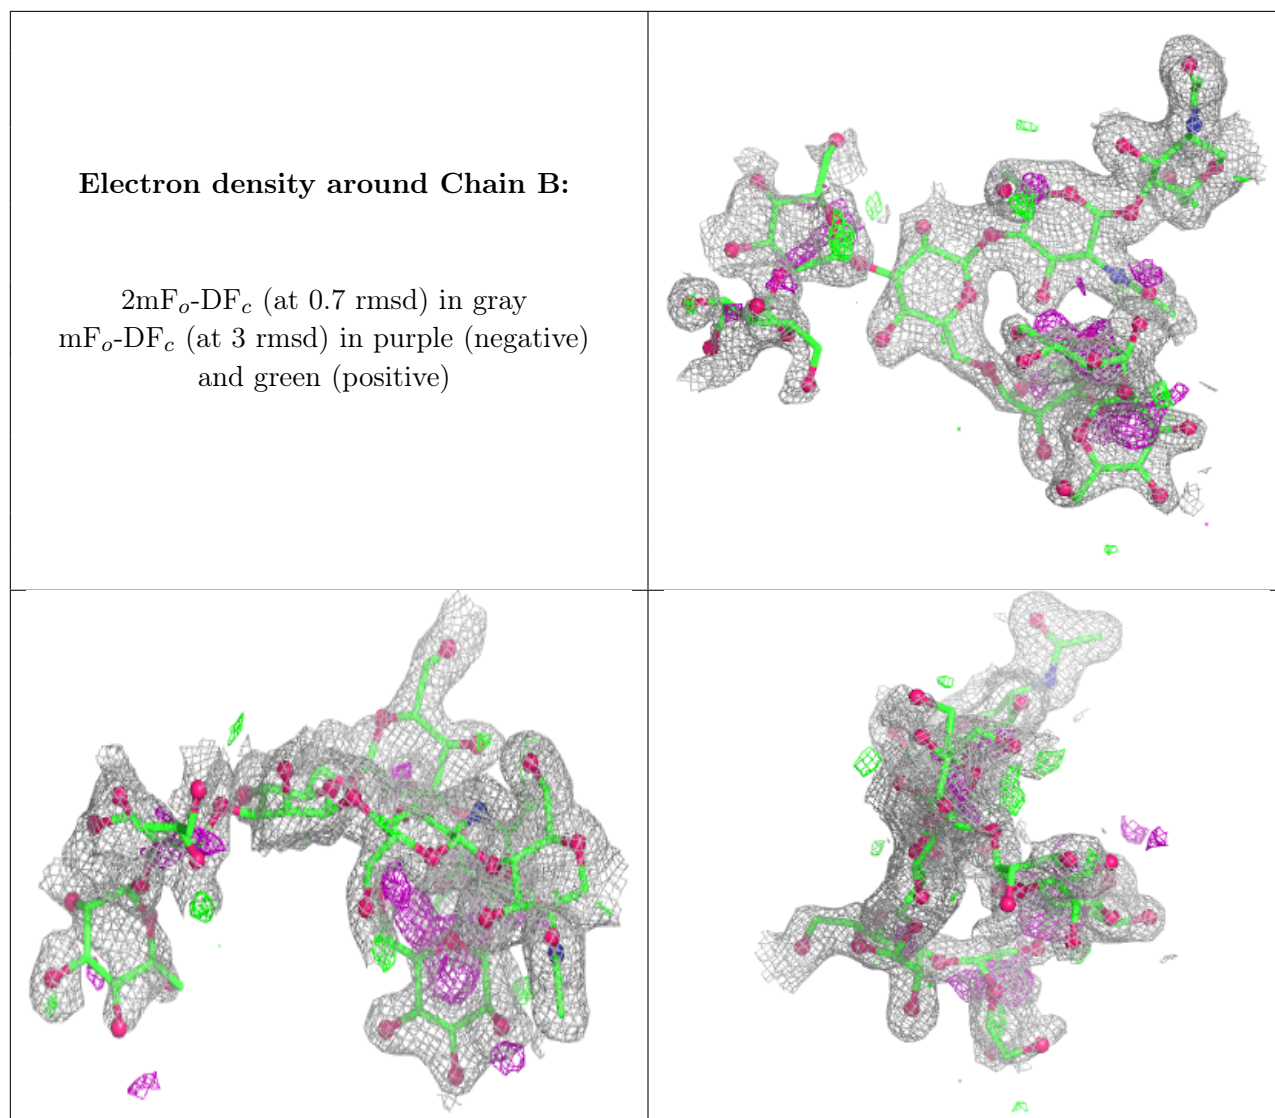 Electron density around Chain B:
2mFo-DFc (at 0.7 rmsd) in gray
mFo-DFc (at 3 rmsd) in purple (negative)
and green (positive)